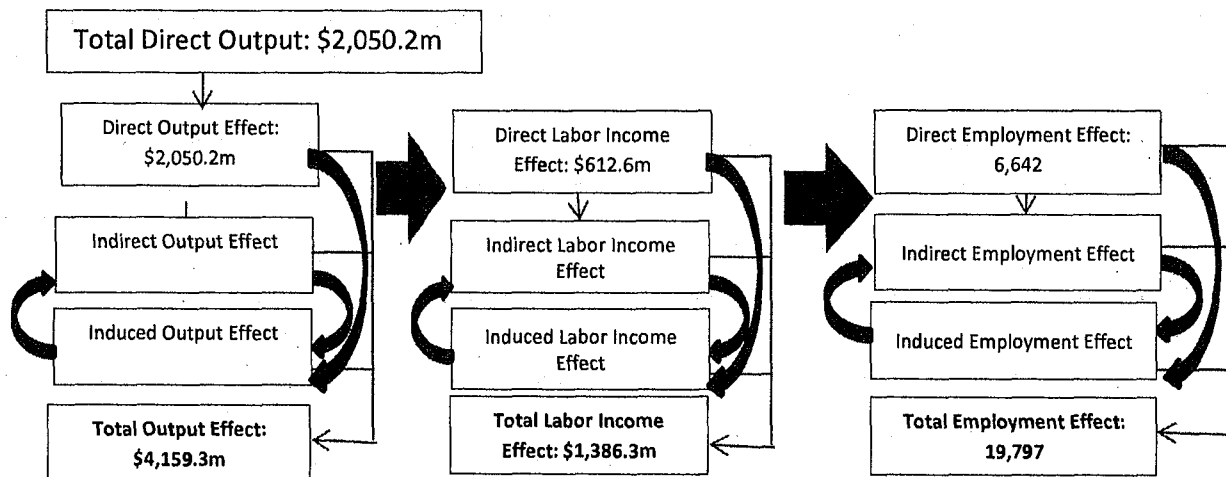 Total Direct Output: $2,050.2m
Direct Output Effect:
$2,050.2m
Indirect Output Effect
Induced Output Effect
Total Output Effect:
$4,159.3m
Direct Labor Income
Effect: $612.6m
Indirect Labor Income
Effect
Induced Labor Income
Effect
Total Labor Income
Effect: $1,386.3m
Direct Employment Effect:
6,642
Indirect Employment Effect
Induced Employment Effect
Total Employment Effect:
19,797